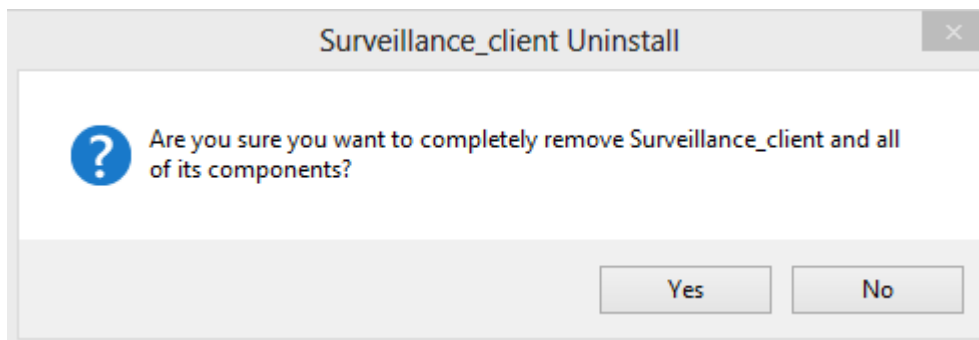 Surveillance_client Uninstall
Are you sure you want to completely remove Surveillance_client and all
of its components?
Yes No